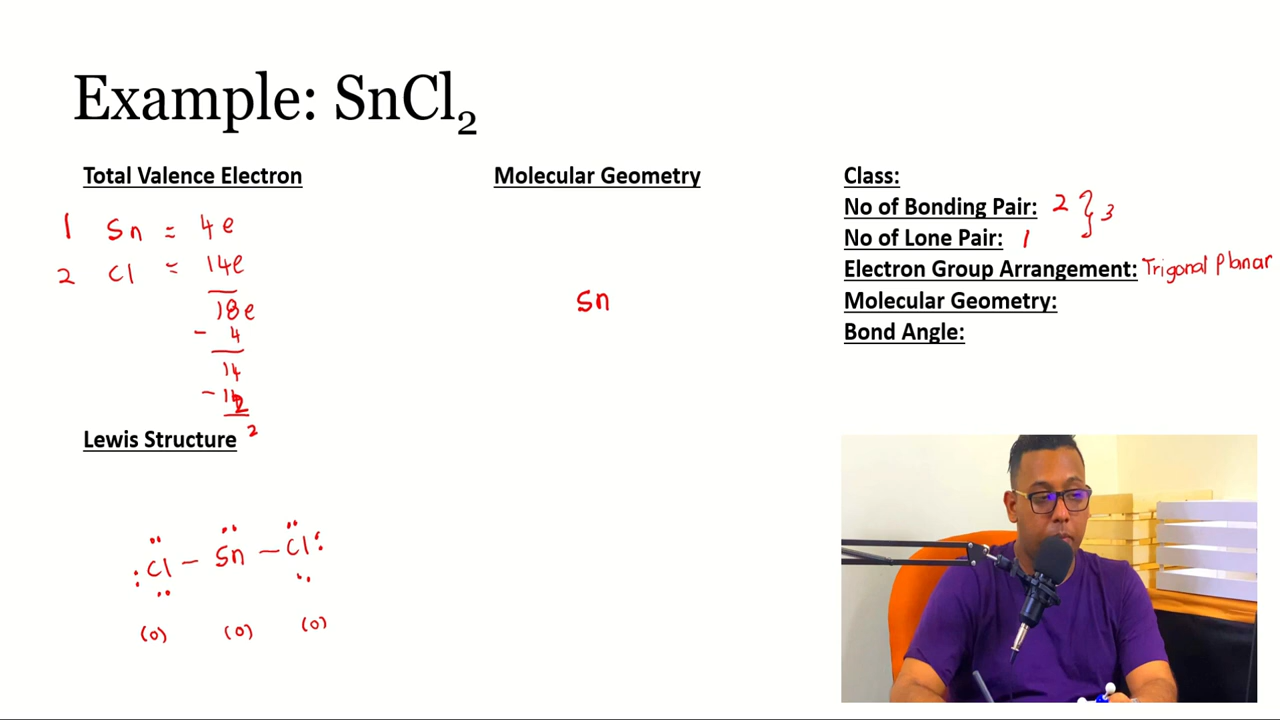 Example: SnCl₂
Total Valence Electron
1 Sn = 4e
2 Cl = 14e
18e
- 4
14
- 12
2
Lewis Structure
:Cl – Sn – Cl:
(0) (0) (0)
Molecular Geometry
Sn
Class:
No of Bonding Pair: 2 } 3
No of Lone Pair: 1
Electron Group Arrangement: Trigonal Planar
Molecular Geometry:
Bond Angle: